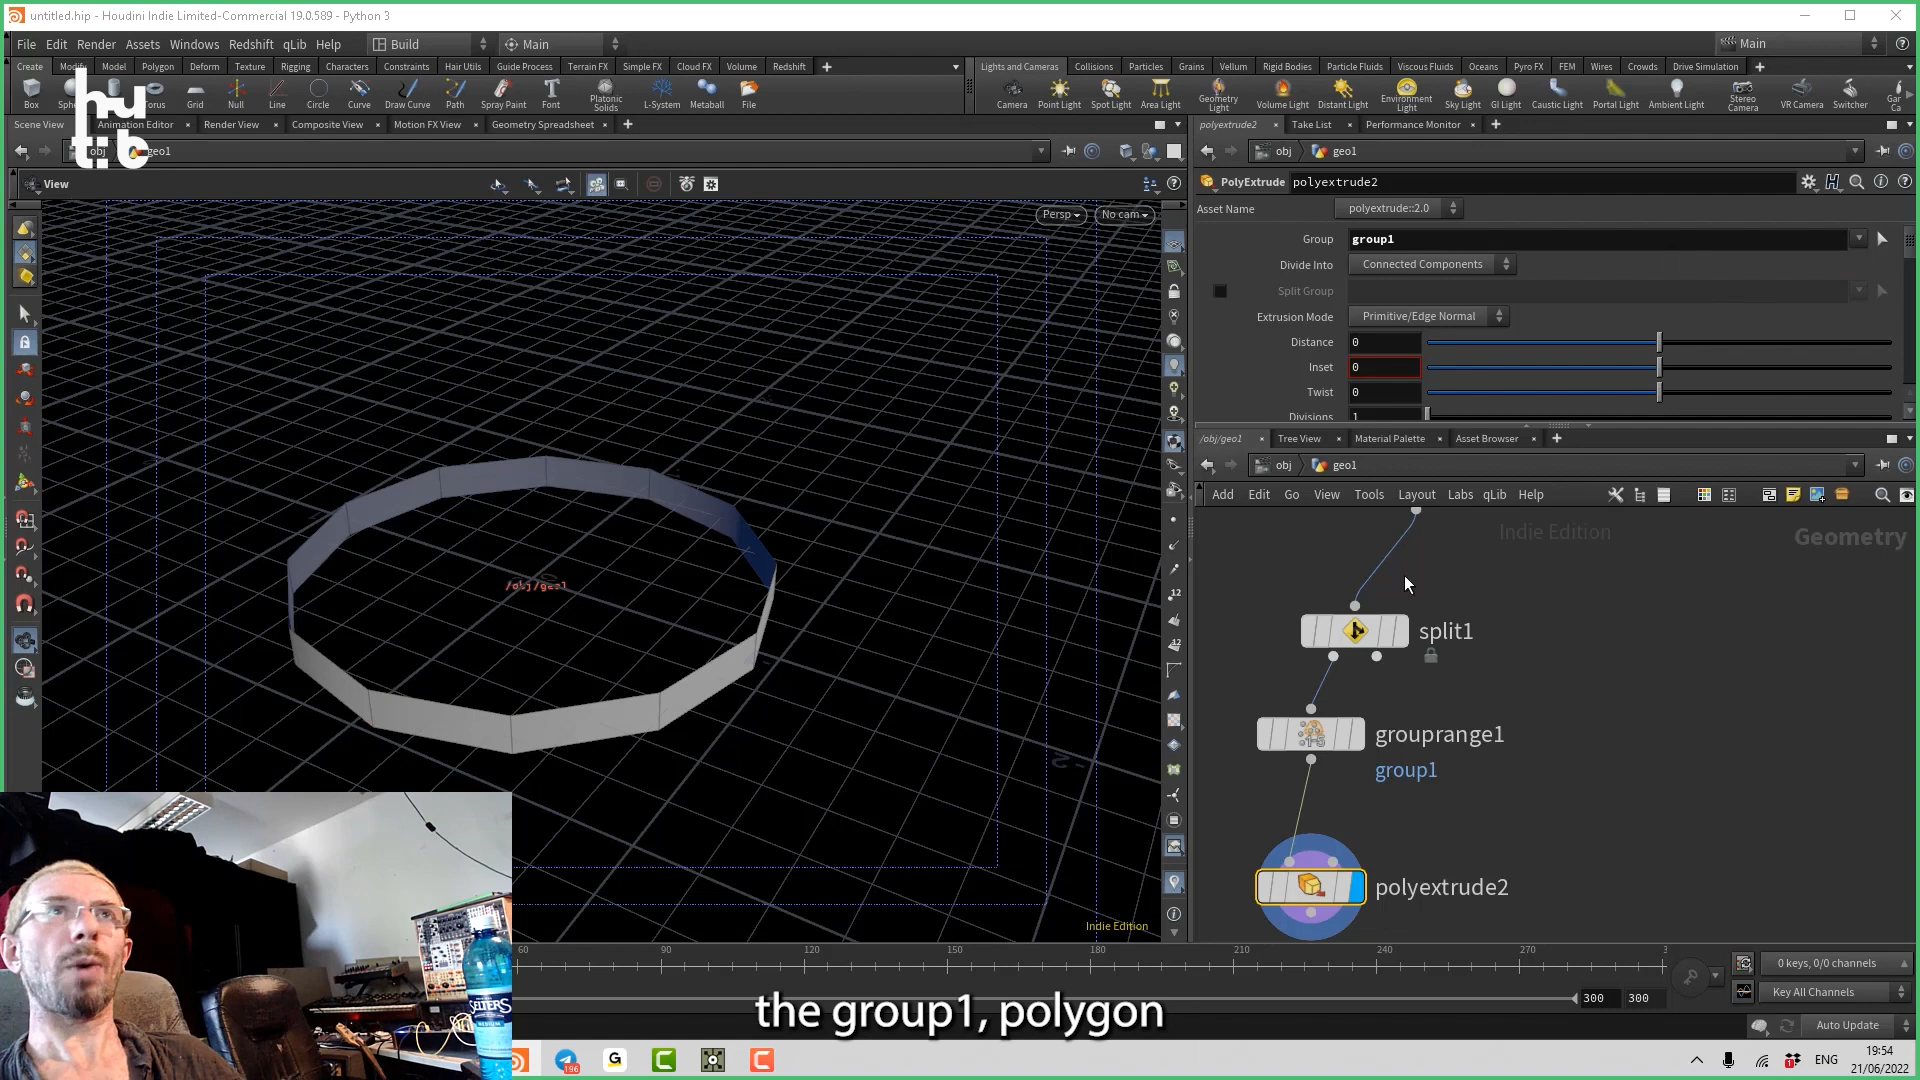 untitled.hip - Houdini Indie Limited-Commercial 19.0.589 - Python 3
File Edit Render Assets Windows Redshift qLib Help Build Main Main
Create Modify Model Polygon Deform Texture Rigging Characters Constraints Hair Utils Guide Process Terrain FX Simple FX Cloud FX Volume Redshift
Lights and Cameras Collisions Particles Grains Vellum Rigid Bodies Particle Fluids Viscous Fluids Oceans Pyro FX FEM Wires Crowds Drive Simulation
Box Grid Null Line Circle Curve Draw Curve Path Spray Paint Font Platonic Solids L-System Metaball File
Camera Point Light Spot Light Area Light Geometry Light Volume Light Distant Light Environment Light Sky Light GI Light Caustic Light Portal Light Ambient Light Stereo Camera VR Camera Switcher
hu
tib
Scene View Animation Editor Render View Composite View Motion FX View Geometry Spreadsheet
obj geo1
View
Persp No cam
/obj/geo1
Indie Edition
polyextrude2 Take List Performance Monitor
obj geo1
PolyExtrude polyextrude2
Asset Name polyextrude::2.0
Group group1
Divide Into Connected Components
Split Group
Extrusion Mode Primitive/Edge Normal
Distance 0
Inset 0
Twist 0
Divisions 1
/obj/geo1 Tree View Material Palette Asset Browser
obj geo1
Add Edit Go View Tools Layout Labs qLib Help
Indie Edition Geometry
split1
grouprange1
group1
polyextrude2
60 90 120 150 180 210 240 270 3
300 300
0 keys, 0/0 channels
Key All Channels
Auto Update
the group1, polygon
SELTERS
196
ENG
19:54
21/06/2022